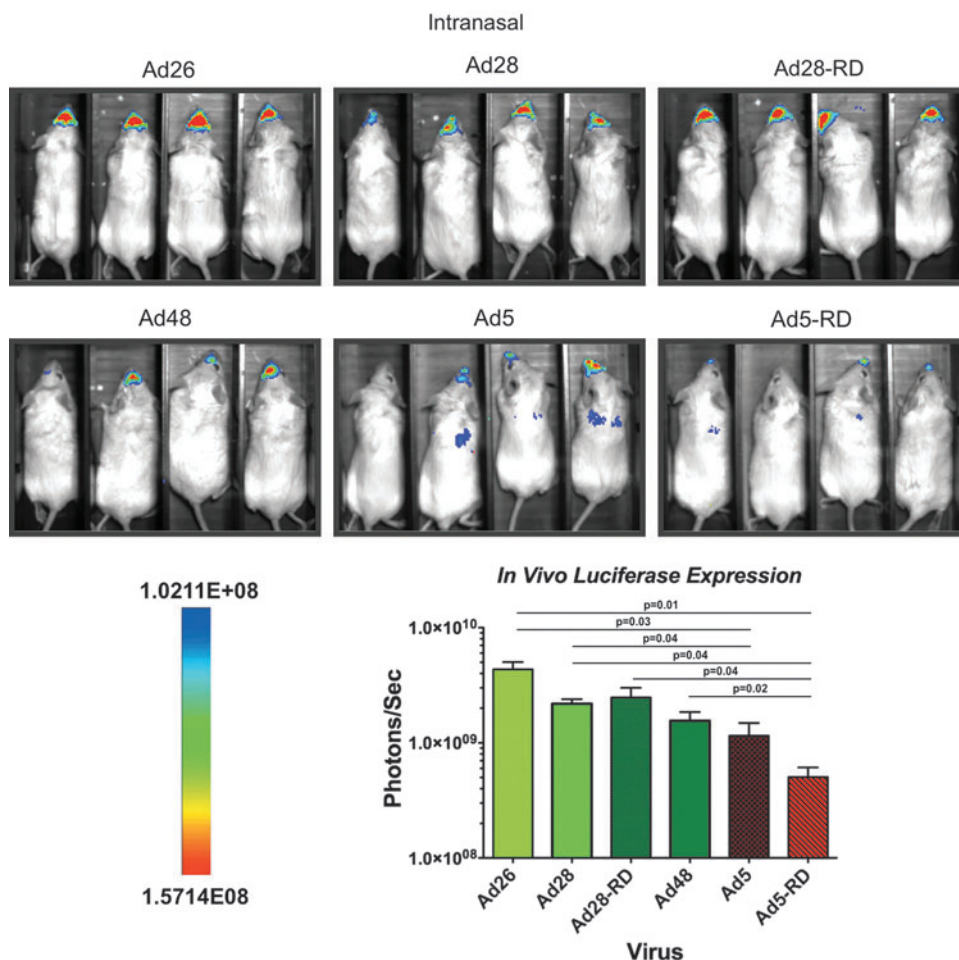 Intranasal
Ad26
Ad28
Ad28-RD
Ad48
Ad5
Ad5-RD
1.0211E+08
1.5714E08
In Vivo Luciferase Expression
p=0.01
p=0.03
p=0.04
p=0.04
p=0.04
p=0.02
1.0×10¹⁰
1.0×10⁰⁹
1.0×10⁰⁸
Photons/Sec
Ad26
Ad28
Ad28-RD
Ad48
Ad5
Ad5-RD
Virus